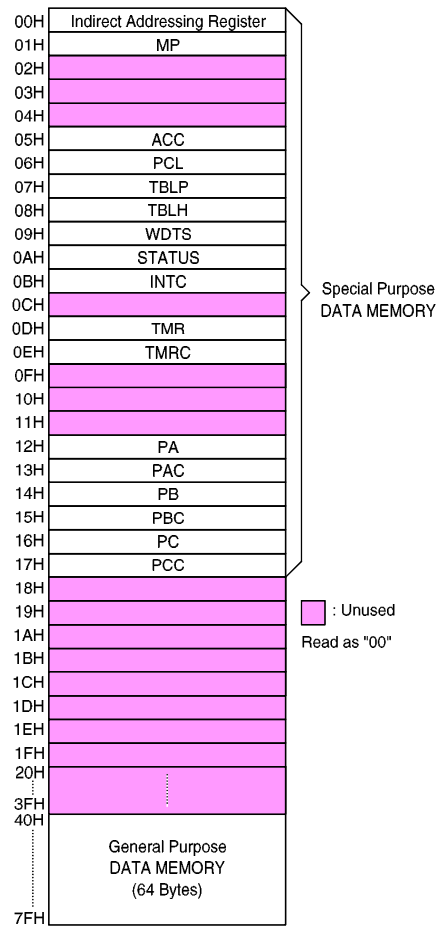 00H Indirect Addressing Register
01H MP
02H
03H
04H
05H ACC
06H PCL
07H TBLP
08H TBLH
09H WDTS
0AH STATUS
0BH INTC
0CH
0DH TMR
0EH TMRC
0FH
10H
11H
12H PA
13H PAC
14H PB
15H PBC
16H PC
17H PCC
18H
19H
1AH
1BH
1CH
1DH
1EH
1FH
20H
3FH
40H
General Purpose
DATA MEMORY
(64 Bytes)
7FH
Special Purpose
DATA MEMORY
: Unused
Read as "00"